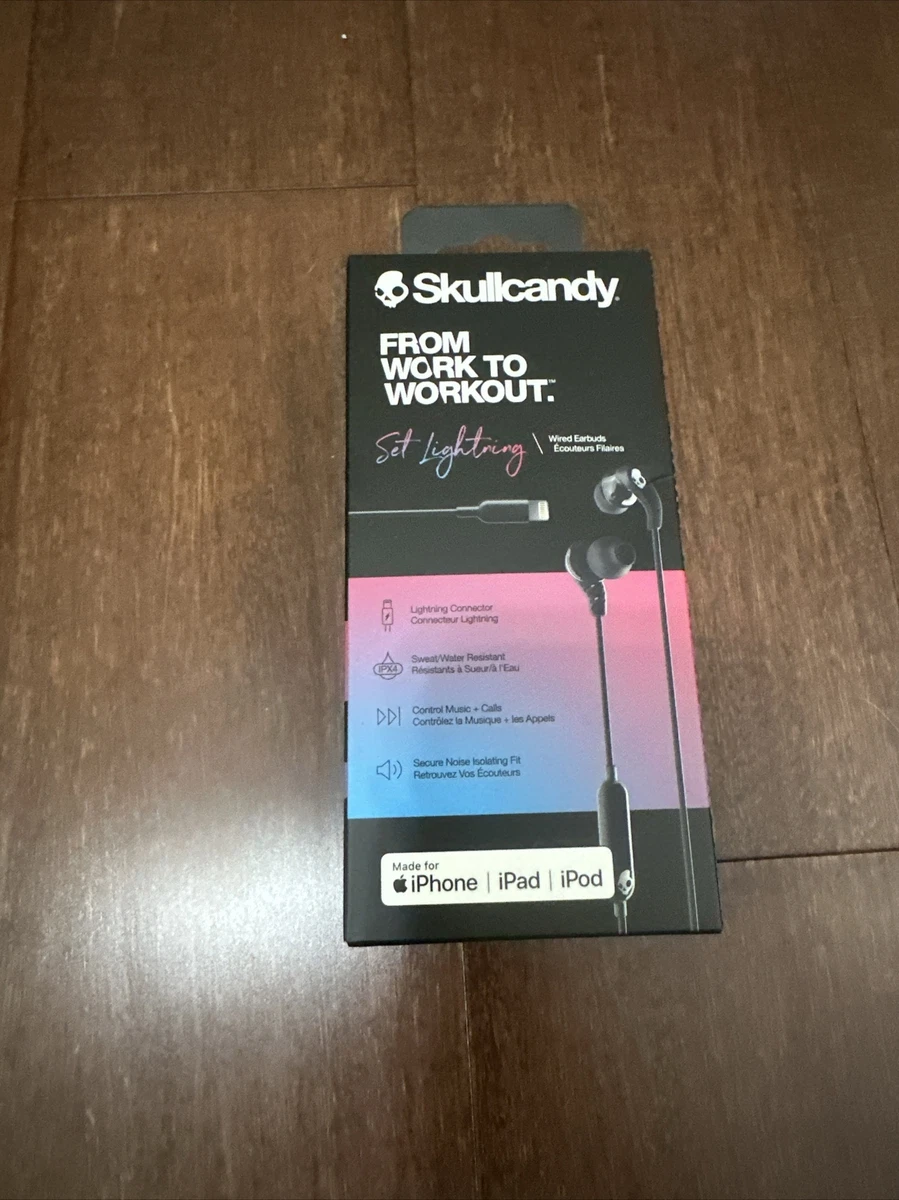 Skullcandy®
FROM
WORK TO
WORKOUT.™
Set Lightning \ Wired Earbuds
Écouteurs Filaires
Lightning Connector
Connecteur Lightning
IPX4
Sweat/Water Resistant
Résistants à Sueur/à l'Eau
Control Music + Calls
Contrôlez la Musique + les Appels
Secure Noise Isolating Fit
Retrouvez Vos Écouteurs
Made for
iPhone | iPad | iPod